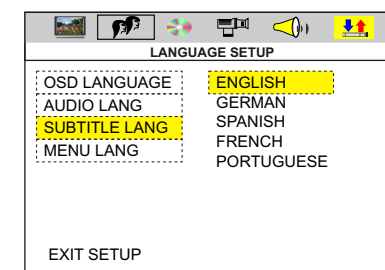 LANGUAGE SETUP
OSD LANGUAGE
AUDIO LANG
SUBTITLE LANG
MENU LANG
ENGLISH
GERMAN
SPANISH
FRENCH
PORTUGUESE
EXIT SETUP